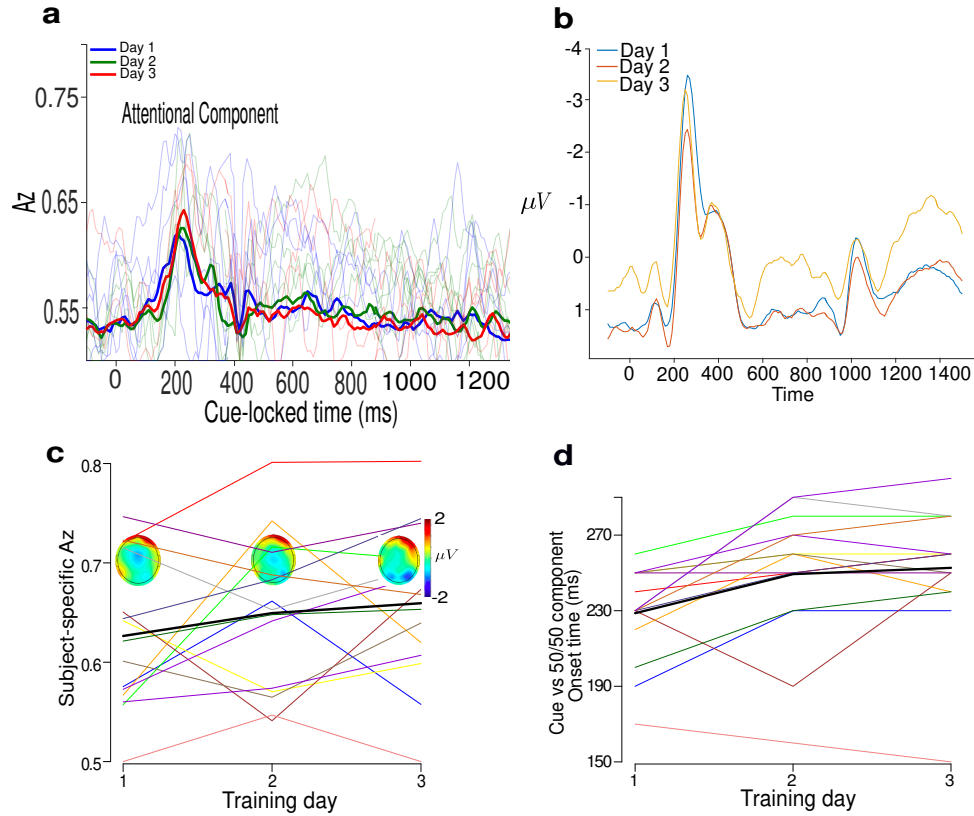 a
Day 1
Day 2
Day 3
Attentional Component
0.75
0.65
0.55
Az
0
200
400
600
800
1000
1200
Cue-locked time (ms)
b
-4
-3
-2
-1
0
1
μV
Day 1
Day 2
Day 3
0
200
400
600
800
1000
1200
1400
Time
c
0.8
0.7
0.6
0.5
Subject-specific Az
2
μV
-2
1
2
3
Training day
d
270
230
190
150
Cue vs 50/50 component
Onset time (ms)
1
2
3
Training day